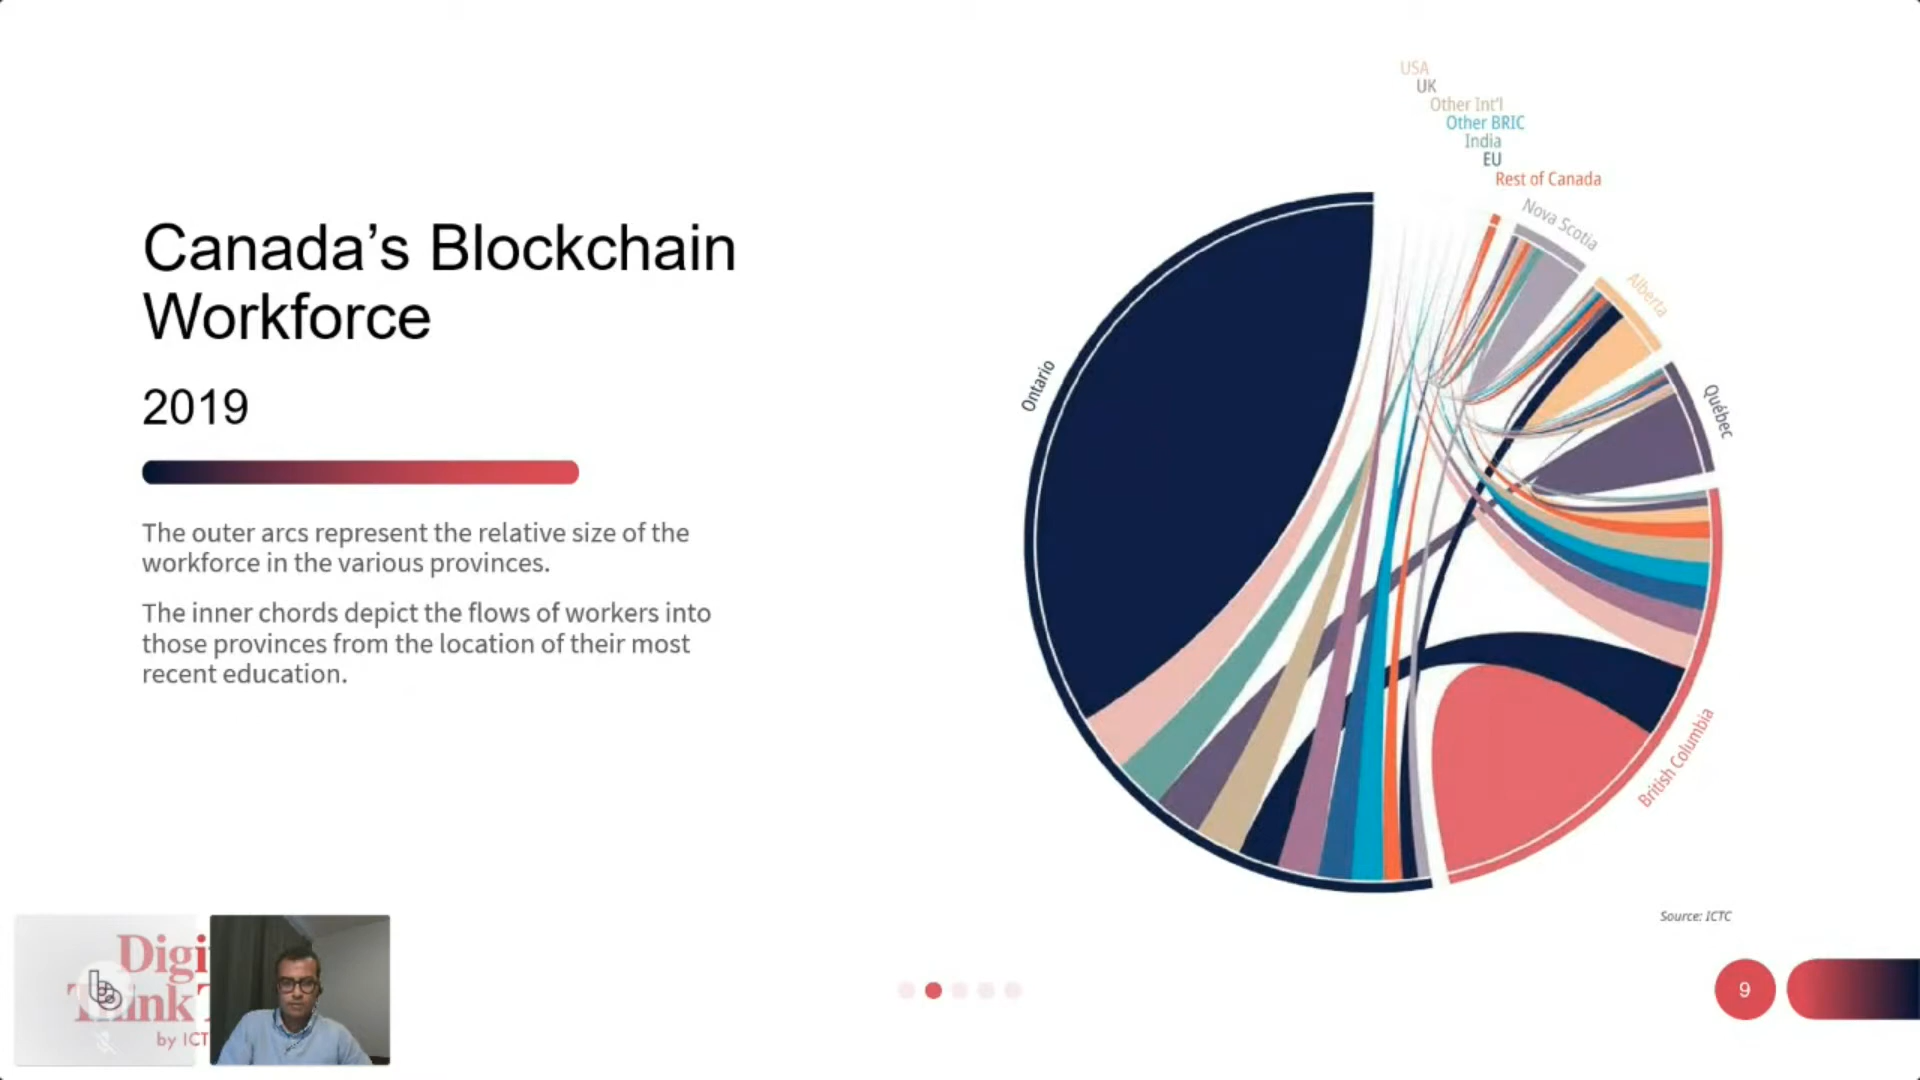 Canada's Blockchain
Workforce
2019
The outer arcs represent the relative size of the
workforce in the various provinces.
The inner chords depict the flows of workers into
those provinces from the location of their most
recent education.
USA
UK
Other Int'l
Other BRIC
India
EU
Rest of Canada
Nova Scotia
Alberta
Québec
Ontario
British Columbia
Source: ICTC
Digi
Think T
by ICT
9